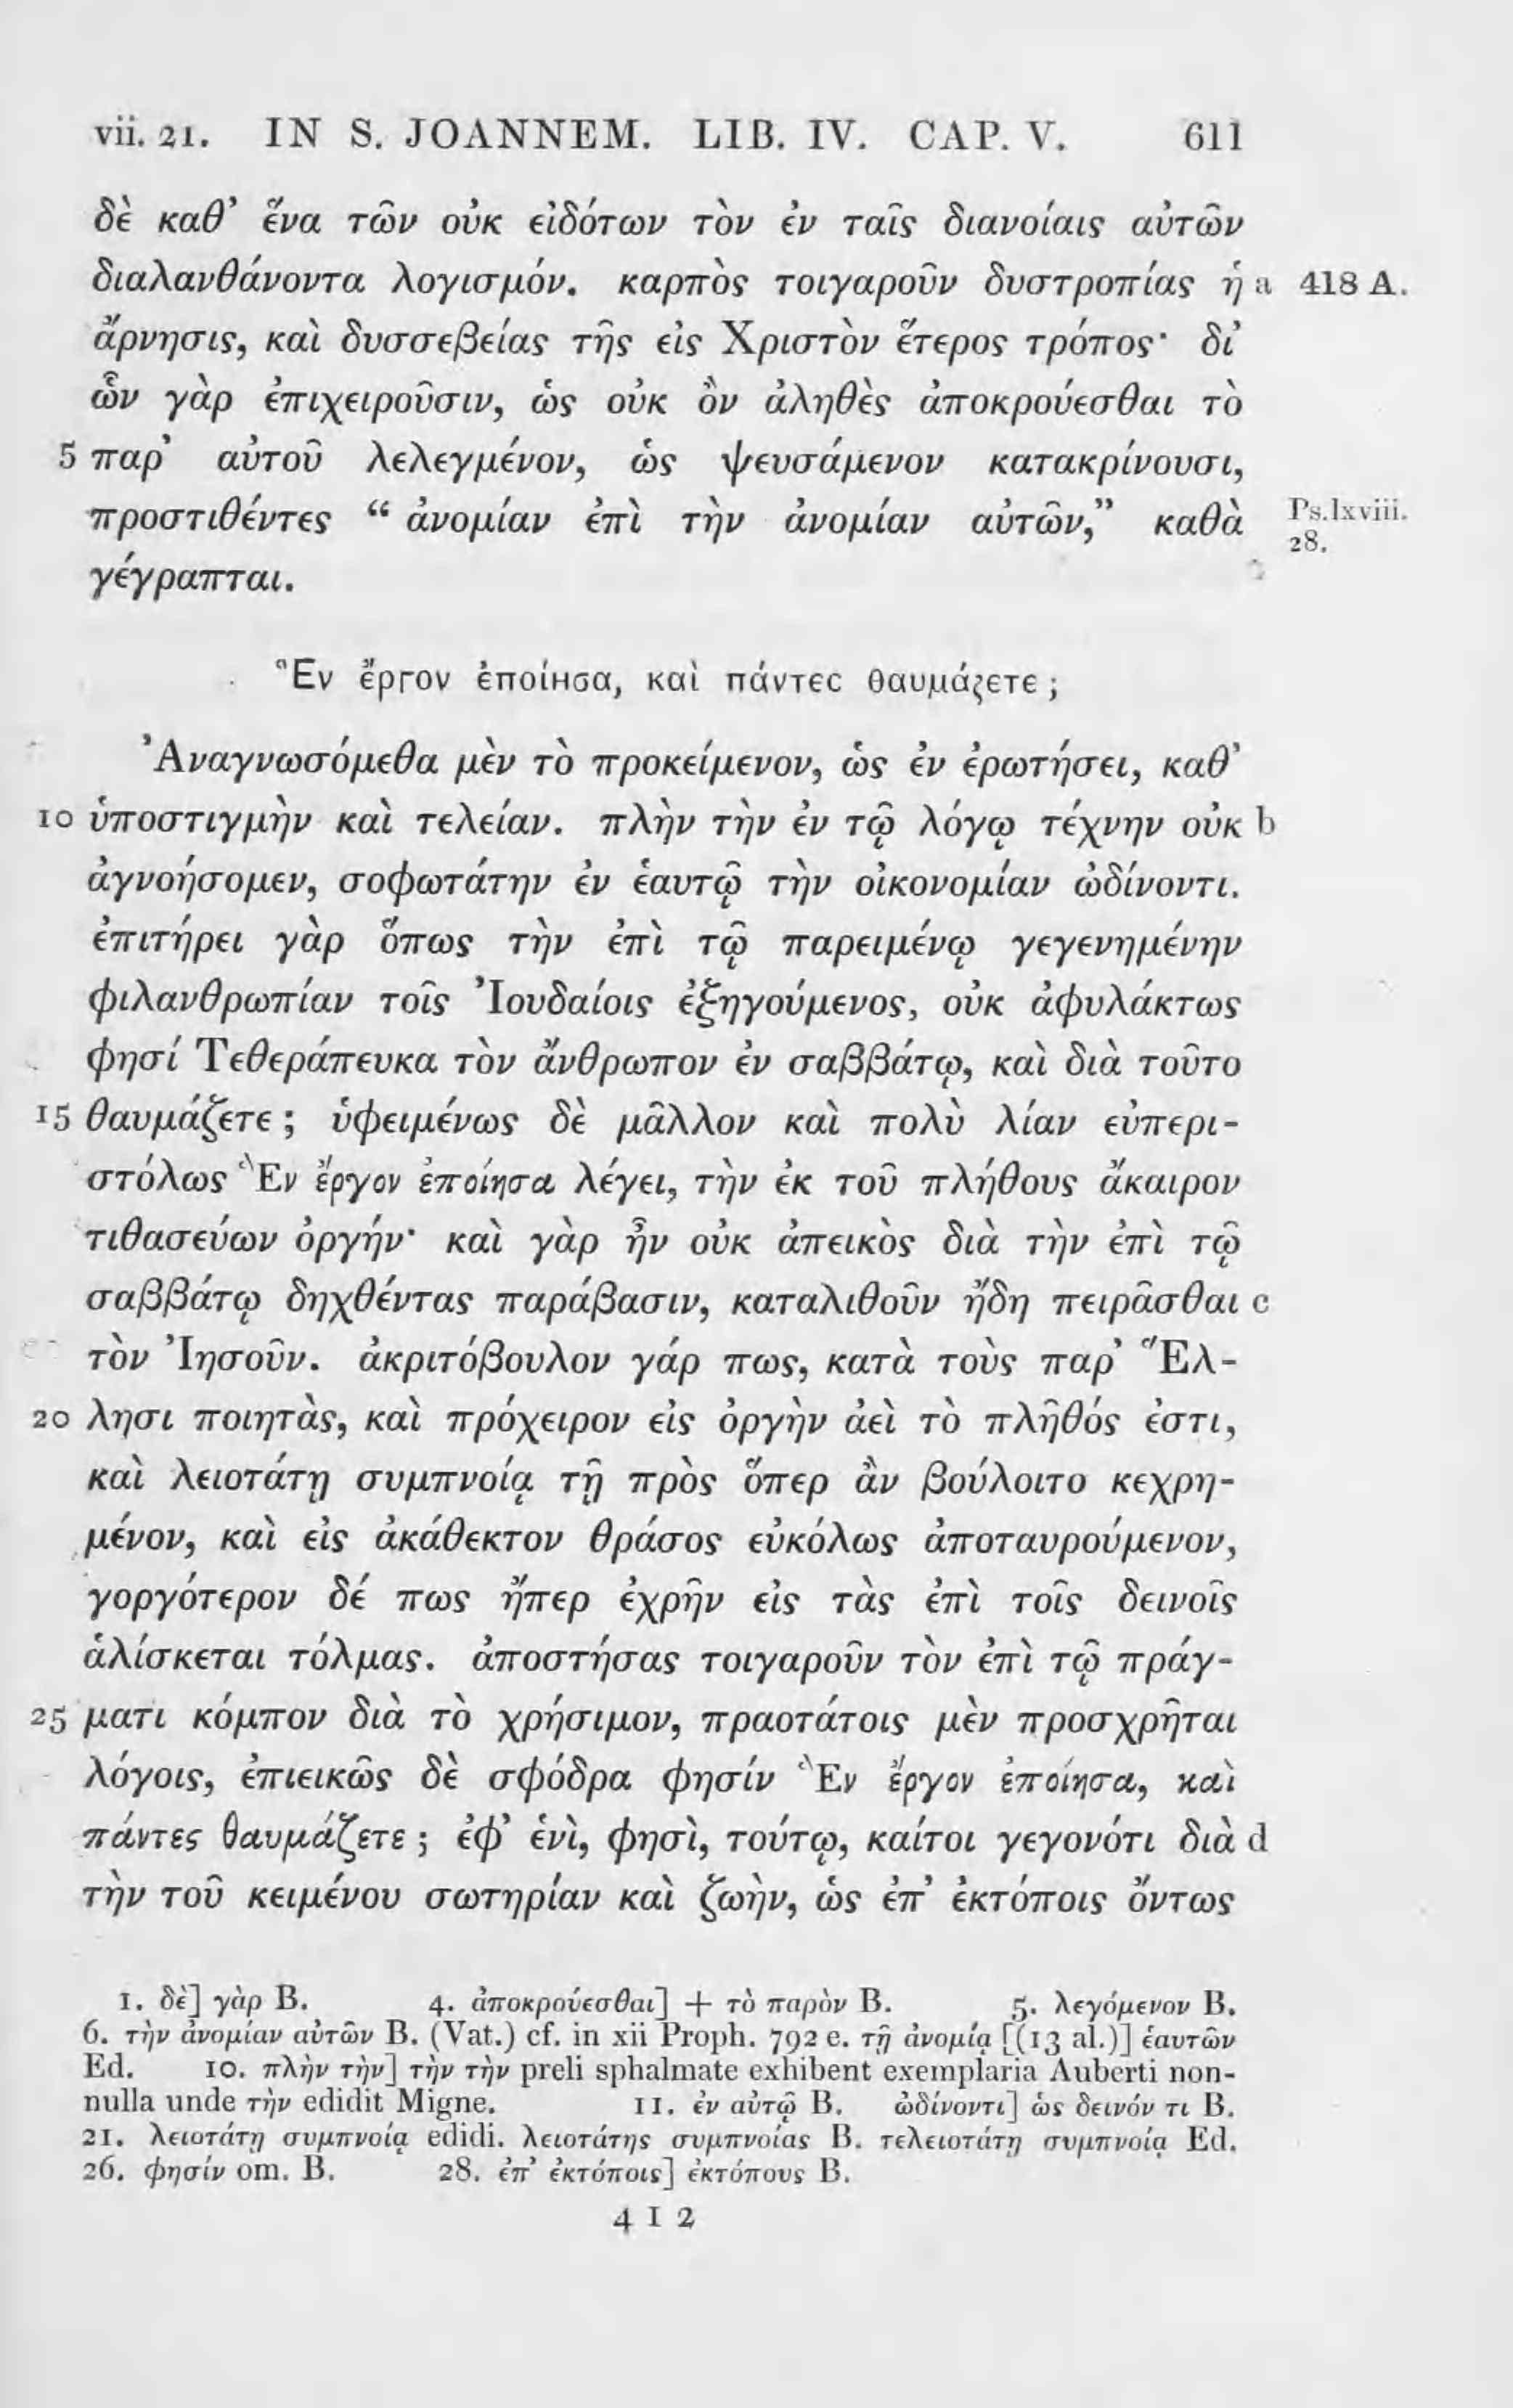 vii. 21. IN S. JOANNEM. LIB. IV. CAP. V. 611
δὲ καθ᾽ ἕνα τῶν οὐκ εἰδότων τὸν ἐν ταῖς διανοίαις αὐτῶν
διαλανθάνοντα λογισμόν. καρπὸς τοιγαροῦν δυστροπίας ἡ a 418 A.
ἄρνησις, καὶ δυσσεβείας τῆς εἰς Χριστὸν ἕτερος τρόπος· δι᾽
ὧν γὰρ ἐπιχειροῦσιν, ὡς οὐκ ὂν ἀληθὲς ἀποκρούεσθαι τὸ
5 παρ᾽ αὐτοῦ λελεγμένον, ὡς ψευσάμενον κατακρίνουσι,
προστιθέντες “ ἀνομίαν ἐπὶ τὴν ἀνομίαν αὐτῶν,” καθὰ Ps.lxviii. 28.
γέγραπται.
Ἓν ἔργον ἐποίησα, καὶ πάντες θαυμάζετε ;
Ἀναγνωσόμεθα μὲν τὸ προκείμενον, ὡς ἐν ἐρωτήσει, καθ᾽
10 ὑποστιγμὴν καὶ τελείαν. πλὴν τὴν ἐν τῷ λόγῳ τέχνην οὐκ b
ἀγνοήσομεν, σοφωτάτην ἐν ἑαυτῷ τὴν οἰκονομίαν ὠδίνοντι.
ἐπιτήρει γὰρ ὅπως τὴν ἐπὶ τῷ παρειμένῳ γεγενημένην
φιλανθρωπίαν τοῖς Ἰουδαίοις ἐξηγούμενος, οὐκ ἀφυλάκτως
φησί Τεθεράπευκα τὸν ἄνθρωπον ἐν σαββάτῳ, καὶ διὰ τοῦτο
15 θαυμάζετε ; ὑφειμένως δὲ μᾶλλον καὶ πολὺ λίαν εὐπερι-
στόλως Ἓν ἔργον ἐποίησα λέγει, τὴν ἐκ τοῦ πλήθους ἄκαιρον
τιθασεύων ὀργήν· καὶ γὰρ ἦν οὐκ ἀπεικὸς διὰ τὴν ἐπὶ τῷ
σαββάτῳ δηχθέντας παράβασιν, καταλιθοῦν ἤδη πειρᾶσθαι c
τὸν Ἰησοῦν. ἀκριτόβουλον γάρ πως, κατὰ τοὺς παρ᾽ Ἕλ-
20 λησι ποιητὰς, καὶ πρόχειρον εἰς ὀργὴν ἀεὶ τὸ πλῆθός ἐστι,
καὶ λειοτάτῃ συμπνοίᾳ τῇ πρὸς ὅπερ ἂν βούλοιτο κεχρη-
μένον, καὶ εἰς ἀκάθεκτον θράσος εὐκόλως ἀποταυρούμενον,
γοργότερον δέ πως ἤπερ ἐχρῆν εἰς τὰς ἐπὶ τοῖς δεινοῖς
ἁλίσκεται τόλμας. ἀποστήσας τοιγαροῦν τὸν ἐπὶ τῷ πράγ-
25 ματι κόμπον διὰ τὸ χρήσιμον, πραοτάτοις μὲν προσχρῆται
λόγοις, ἐπιεικῶς δὲ σφόδρα φησίν Ἓν ἔργον ἐποίησα, καὶ
πάντες θαυμάζετε ; ἐφ᾽ ἑνὶ, φησὶ, τούτῳ, καίτοι γεγονότι διὰ d
τὴν τοῦ κειμένου σωτηρίαν καὶ ζωὴν, ὡς ἐπ᾽ ἐκτόποις ὄντως
1. δὲ] γὰρ B. 4. ἀποκρούεσθαι] + τὸ παρὸν B. 5. λεγόμενον B.
6. τὴν ἀνομίαν αὐτῶν B. (Vat.) cf. in xii Proph. 792 e. τῇ ἀνομίᾳ [(13 al.)] ἑαυτῶν
Ed. 10. πλὴν τὴν] τὴν τὴν preli sphalmate exhibent exemplaria Auberti non-
nulla unde τὴν edidit Migne. 11. ἐν αὐτῷ B. ὠδίνοντι] ὡς δεινόν τι B.
21. λειοτάτῃ συμπνοίᾳ edidi. λειοτάτης συμπνοίας B. τελειοτάτῃ συμπνοίᾳ Ed.
26. φησίν om. B. 28. ἐπ᾽ ἐκτόποις] ἐκτόπους B.
4 I 2